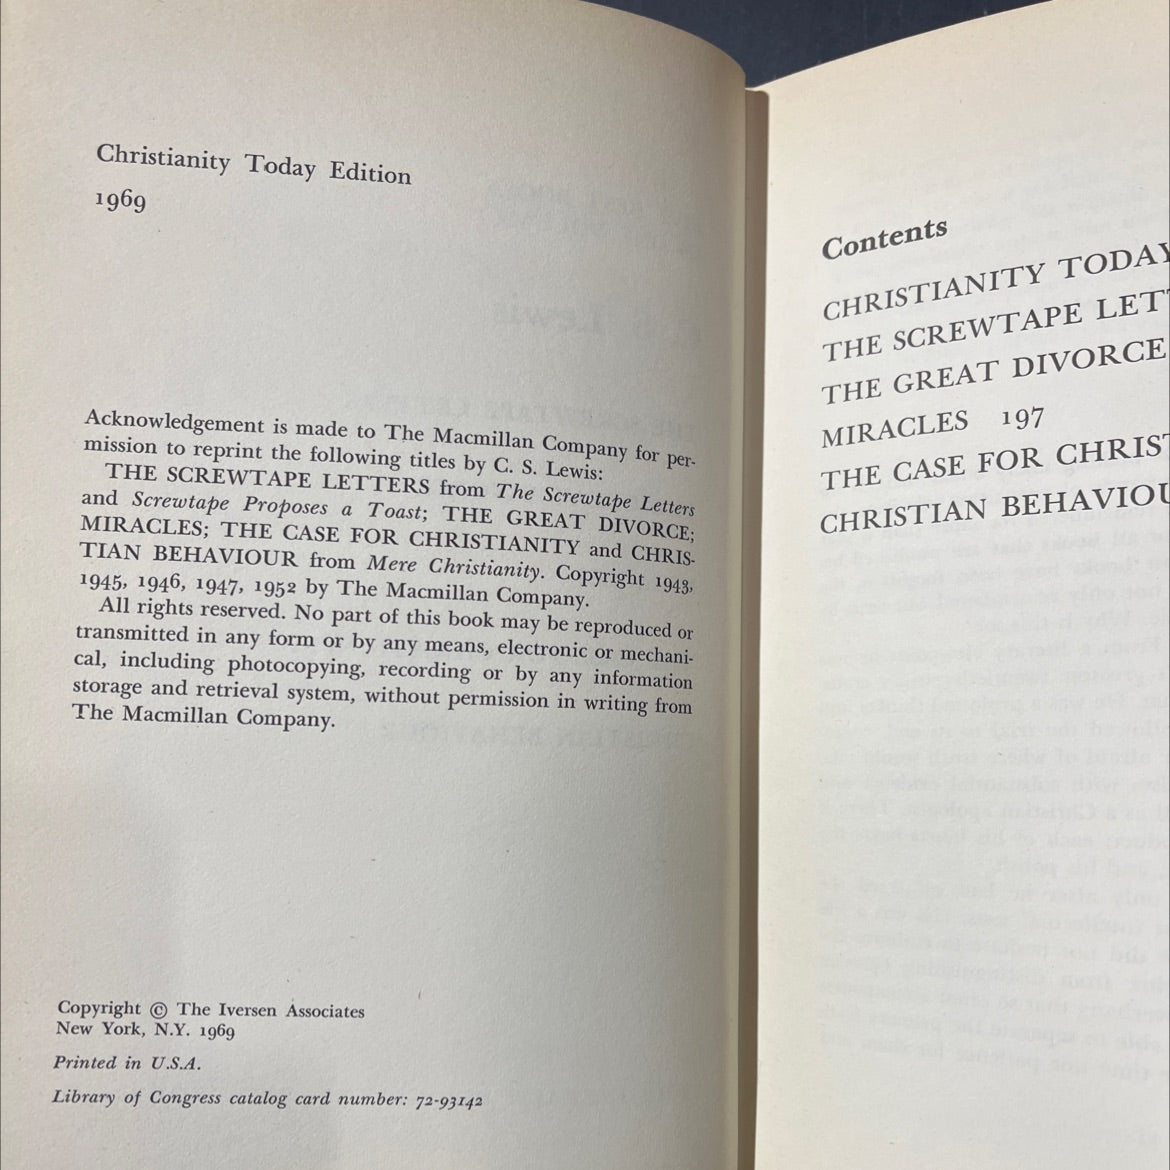 Christianity Today Edition
1969
Acknowledgement is made to The Macmillan Company for per-
mission to reprint the following titles by C. S. Lewis:
THE SCREWTAPE LETTERS from The Screwtape Letters
and Screwtape Proposes a Toast; THE GREAT DIVORCE;
MIRACLES; THE CASE FOR CHRISTIANITY and CHRIS-
TIAN BEHAVIOUR from Mere Christianity. Copyright 1943,
1945, 1946, 1947, 1952 by The Macmillan Company.
All rights reserved. No part of this book may be reproduced or
transmitted in any form or by any means, electronic or mechani-
cal, including photocopying, recording or by any information
storage and retrieval system, without permission in writing from
The Macmillan Company.
Copyright © The Iversen Associates
New York, N.Y. 1969
Printed in U.S.A.
Library of Congress catalog card number: 72-93142
Contents
CHRISTIANITY TODAY
THE SCREWTAPE LET
THE GREAT DIVORCE
MIRACLES 197
THE CASE FOR CHRIST
CHRISTIAN BEHAVIOU